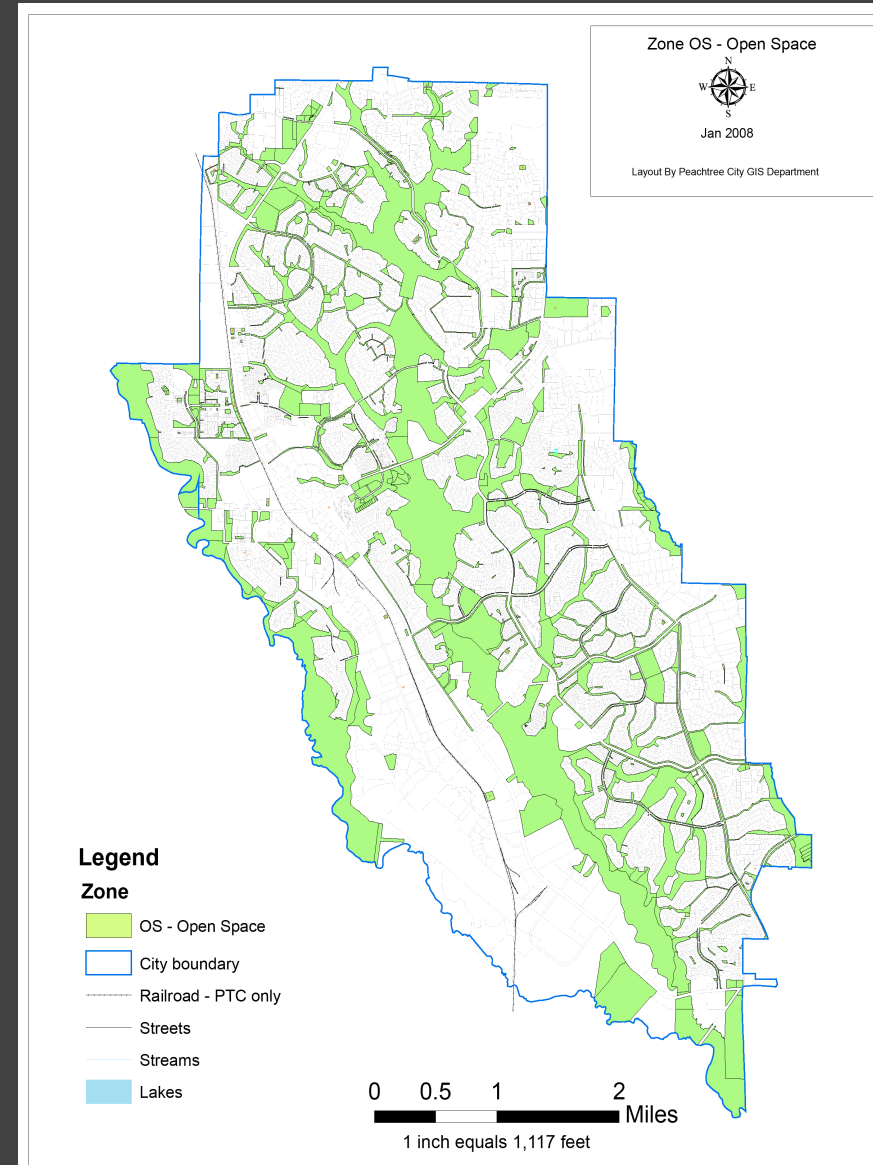 Zone OS - Open Space
N
W E
S
Jan 2008
Layout By Peachtree City GIS Department
Legend
Zone
OS - Open Space
City boundary
Railroad - PTC only
Streets
Streams
Lakes
0 0.5 1 2
Miles
1 inch equals 1,117 feet